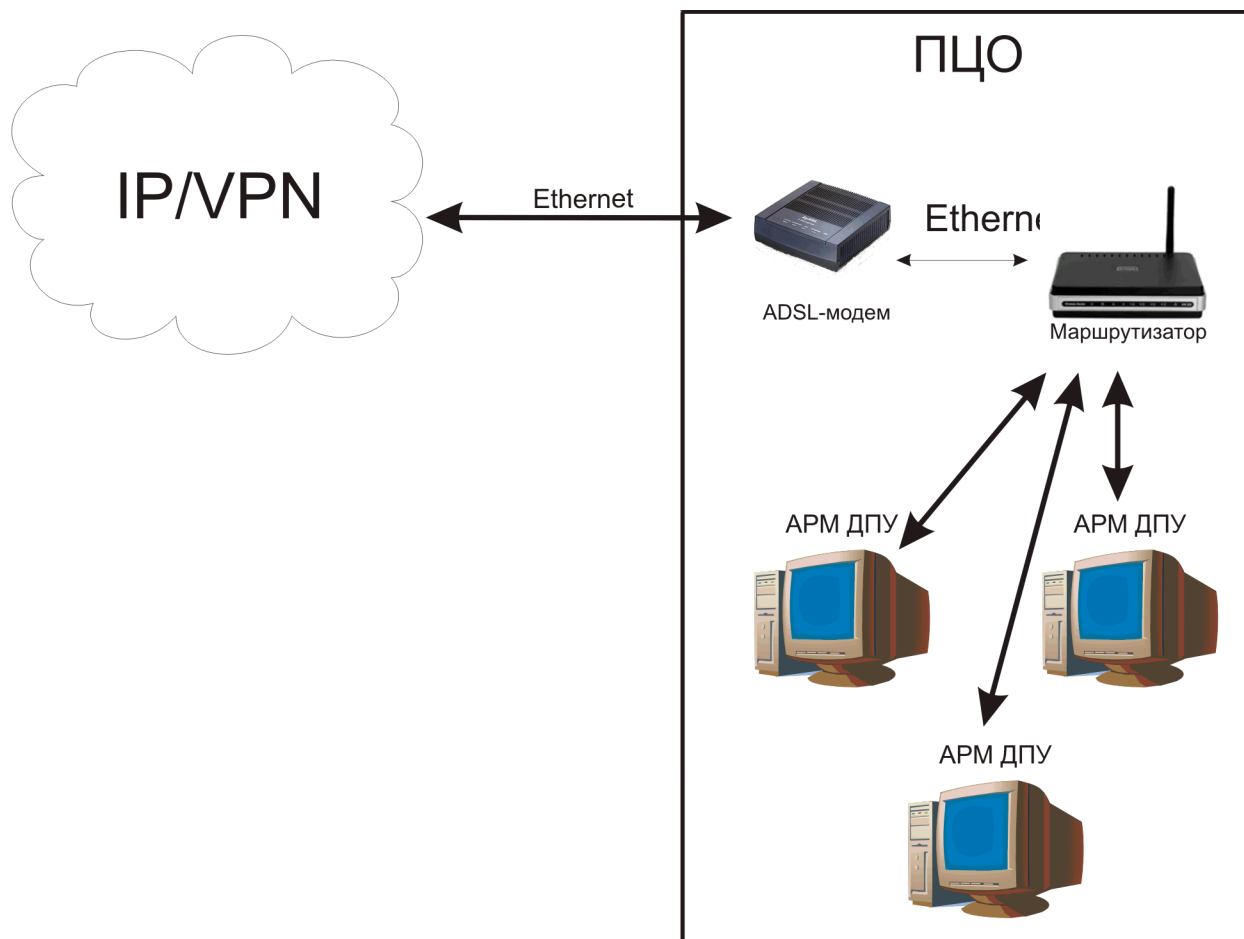 ПЦО
IP/VPN
Ethernet
Etherne
ADSL-модем
Маршрутизатор
АРМ ДПУ
АРМ ДПУ
АРМ ДПУ